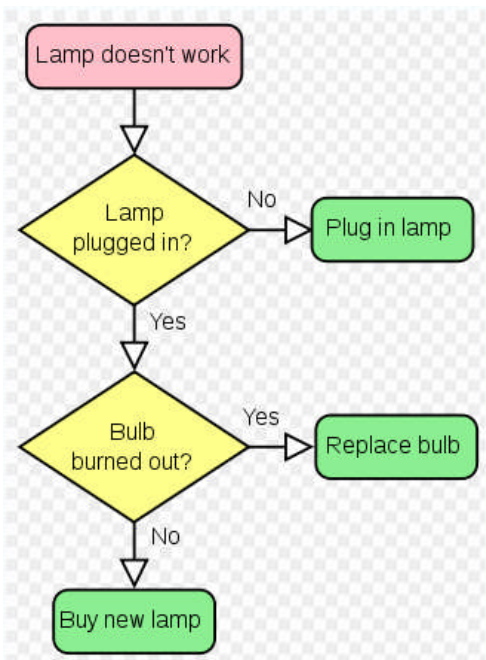 Lamp doesn't work
Lamp
plugged in?
No
Plug in lamp
Yes
Bulb
burned out?
Yes
Replace bulb
No
Buy new lamp